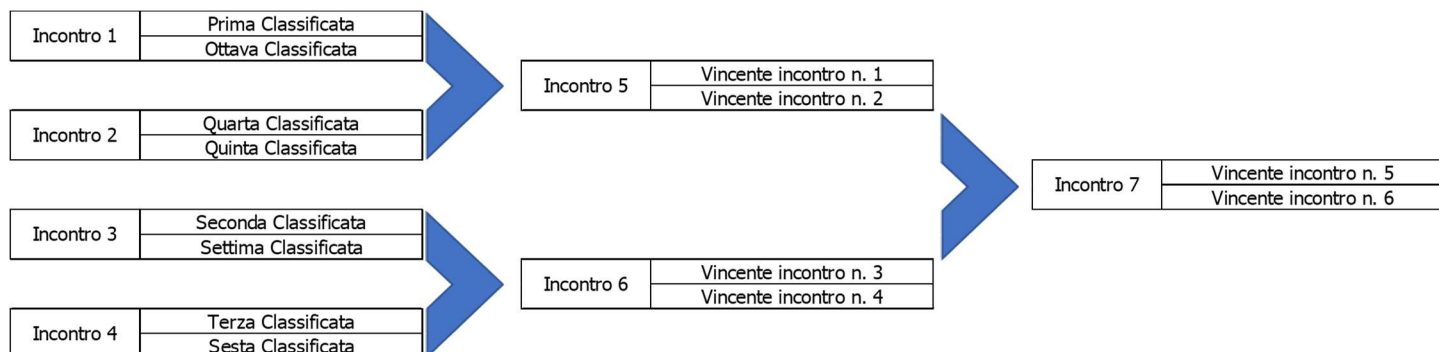 Incontro 1
Prima Classificata
Ottava Classificata
Incontro 2
Quarta Classificata
Quinta Classificata
Incontro 3
Seconda Classificata
Settima Classificata
Incontro 4
Terza Classificata
Sesta Classificata
Incontro 5
Vincente incontro n. 1
Vincente incontro n. 2
Incontro 6
Vincente incontro n. 3
Vincente incontro n. 4
Incontro 7
Vincente incontro n. 5
Vincente incontro n. 6